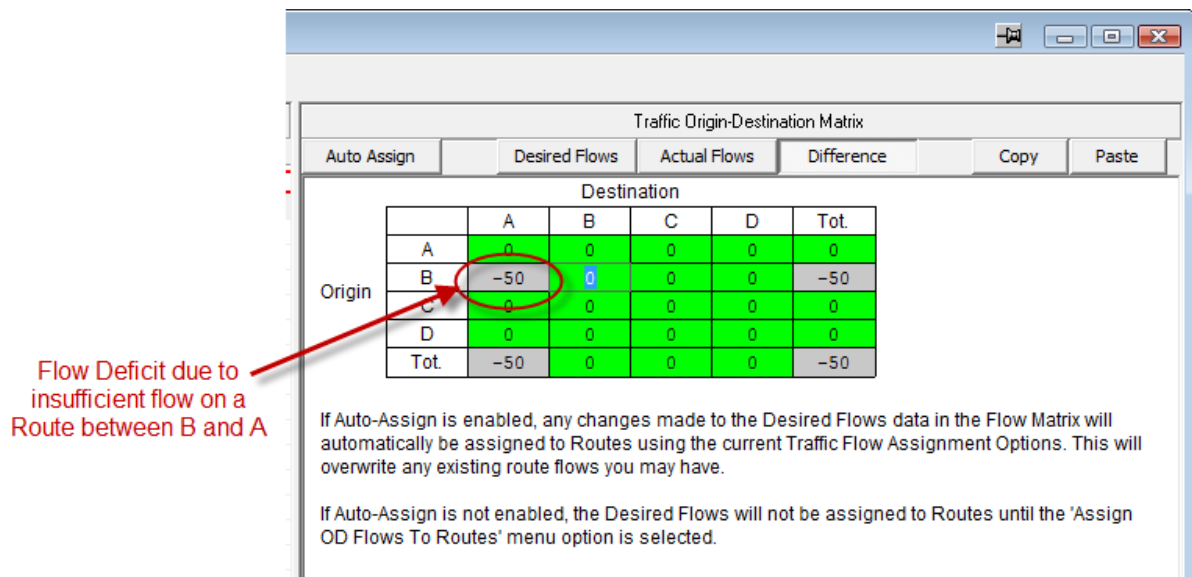 Traffic Origin-Destination Matrix
Auto Assign Desired Flows Actual Flows Difference Copy Paste
Destination
A B C D Tot.
A 0 0 0 0 0
B -50 0 0 0 -50
Origin
C 0 0 0 0 0
D 0 0 0 0 0
Tot. -50 0 0 0 -50
Flow Deficit due to
insufficient flow on a
Route between B and A
If Auto-Assign is enabled, any changes made to the Desired Flows data in the Flow Matrix will
automatically be assigned to Routes using the current Traffic Flow Assignment Options. This will
overwrite any existing route flows you may have.
If Auto-Assign is not enable, the Desired Flows will not be assigned to Routes until the 'Assign
OD Flows To Routes' menu option is selected.